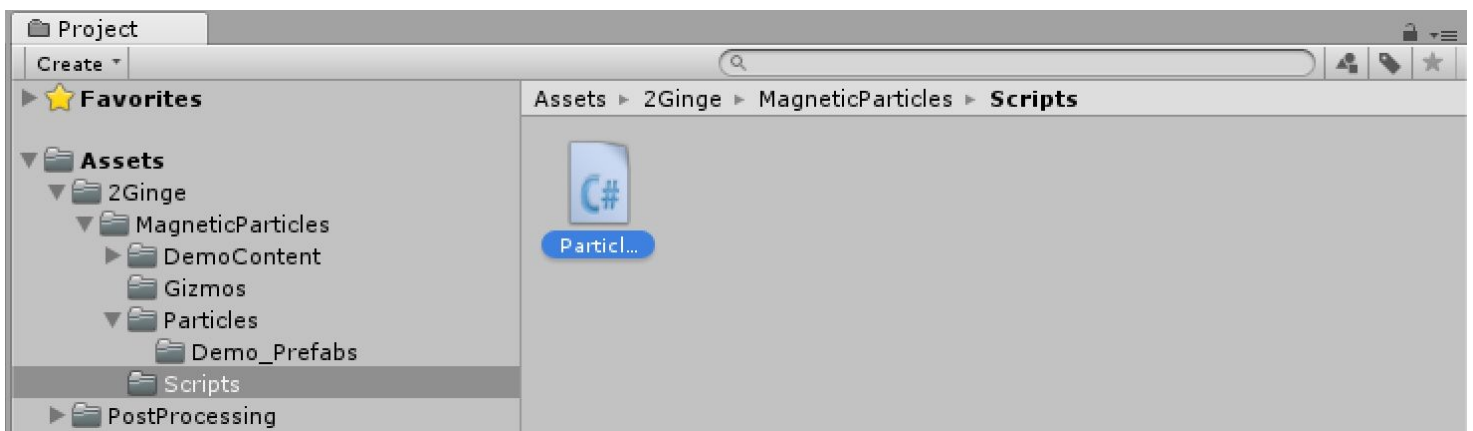 Project
Create
Favorites
Assets ▸ 2Ginge ▸ MagneticParticles ▸ Scripts
Assets
2Ginge
MagneticParticles
DemoContent
Gizmos
Particles
Demo_Prefabs
Scripts
PostProcessing
C#
Particl...